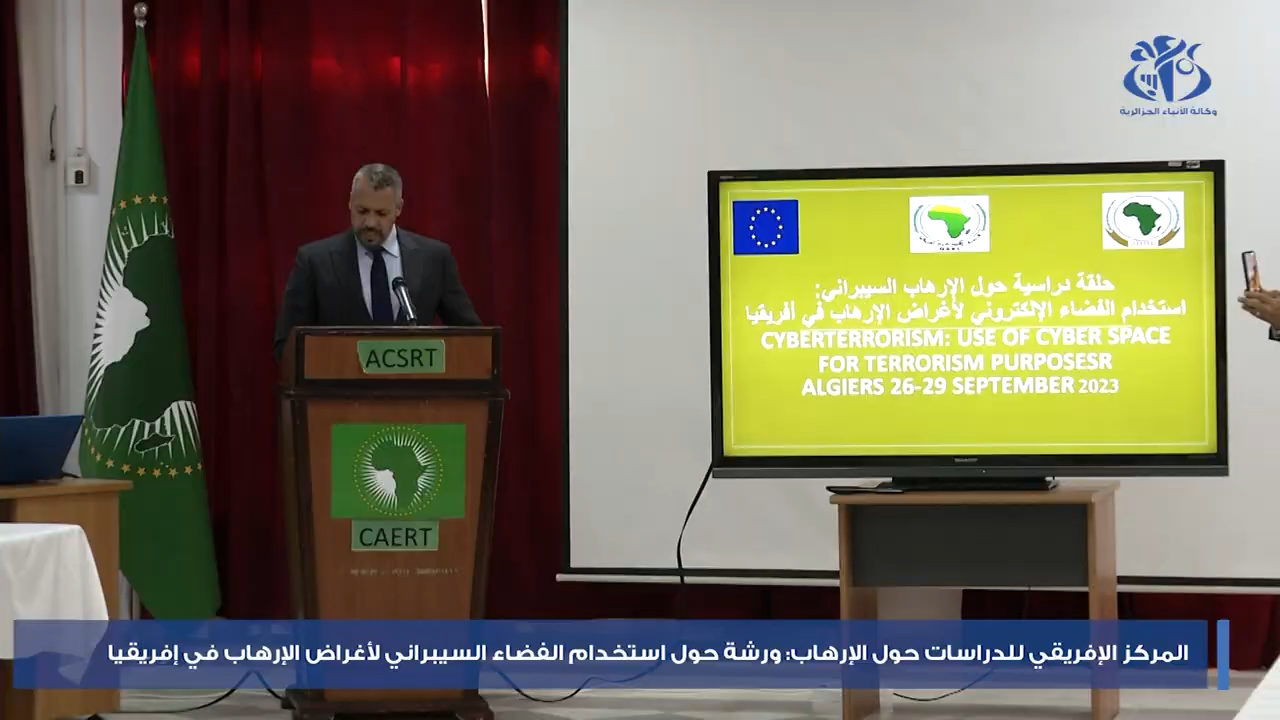 وكالة الأنباء الجزائرية
حلقة دراسية حول الإرهاب السيبراني:
استخدام الفضاء الإلكتروني لأغراض الإرهاب في أفريقيا
CYBERTERRORISM: USE OF CYBER SPACE
FOR TERRORISM PURPOSESR
ALGIERS 26-29 SEPTEMBER 2023
ACSRT
CAERT
المركز الإفريقي للدراسات حول الإرهاب: ورشة حول استخدام الفضاء السيبراني لأغراض الإرهاب في إفريقيا